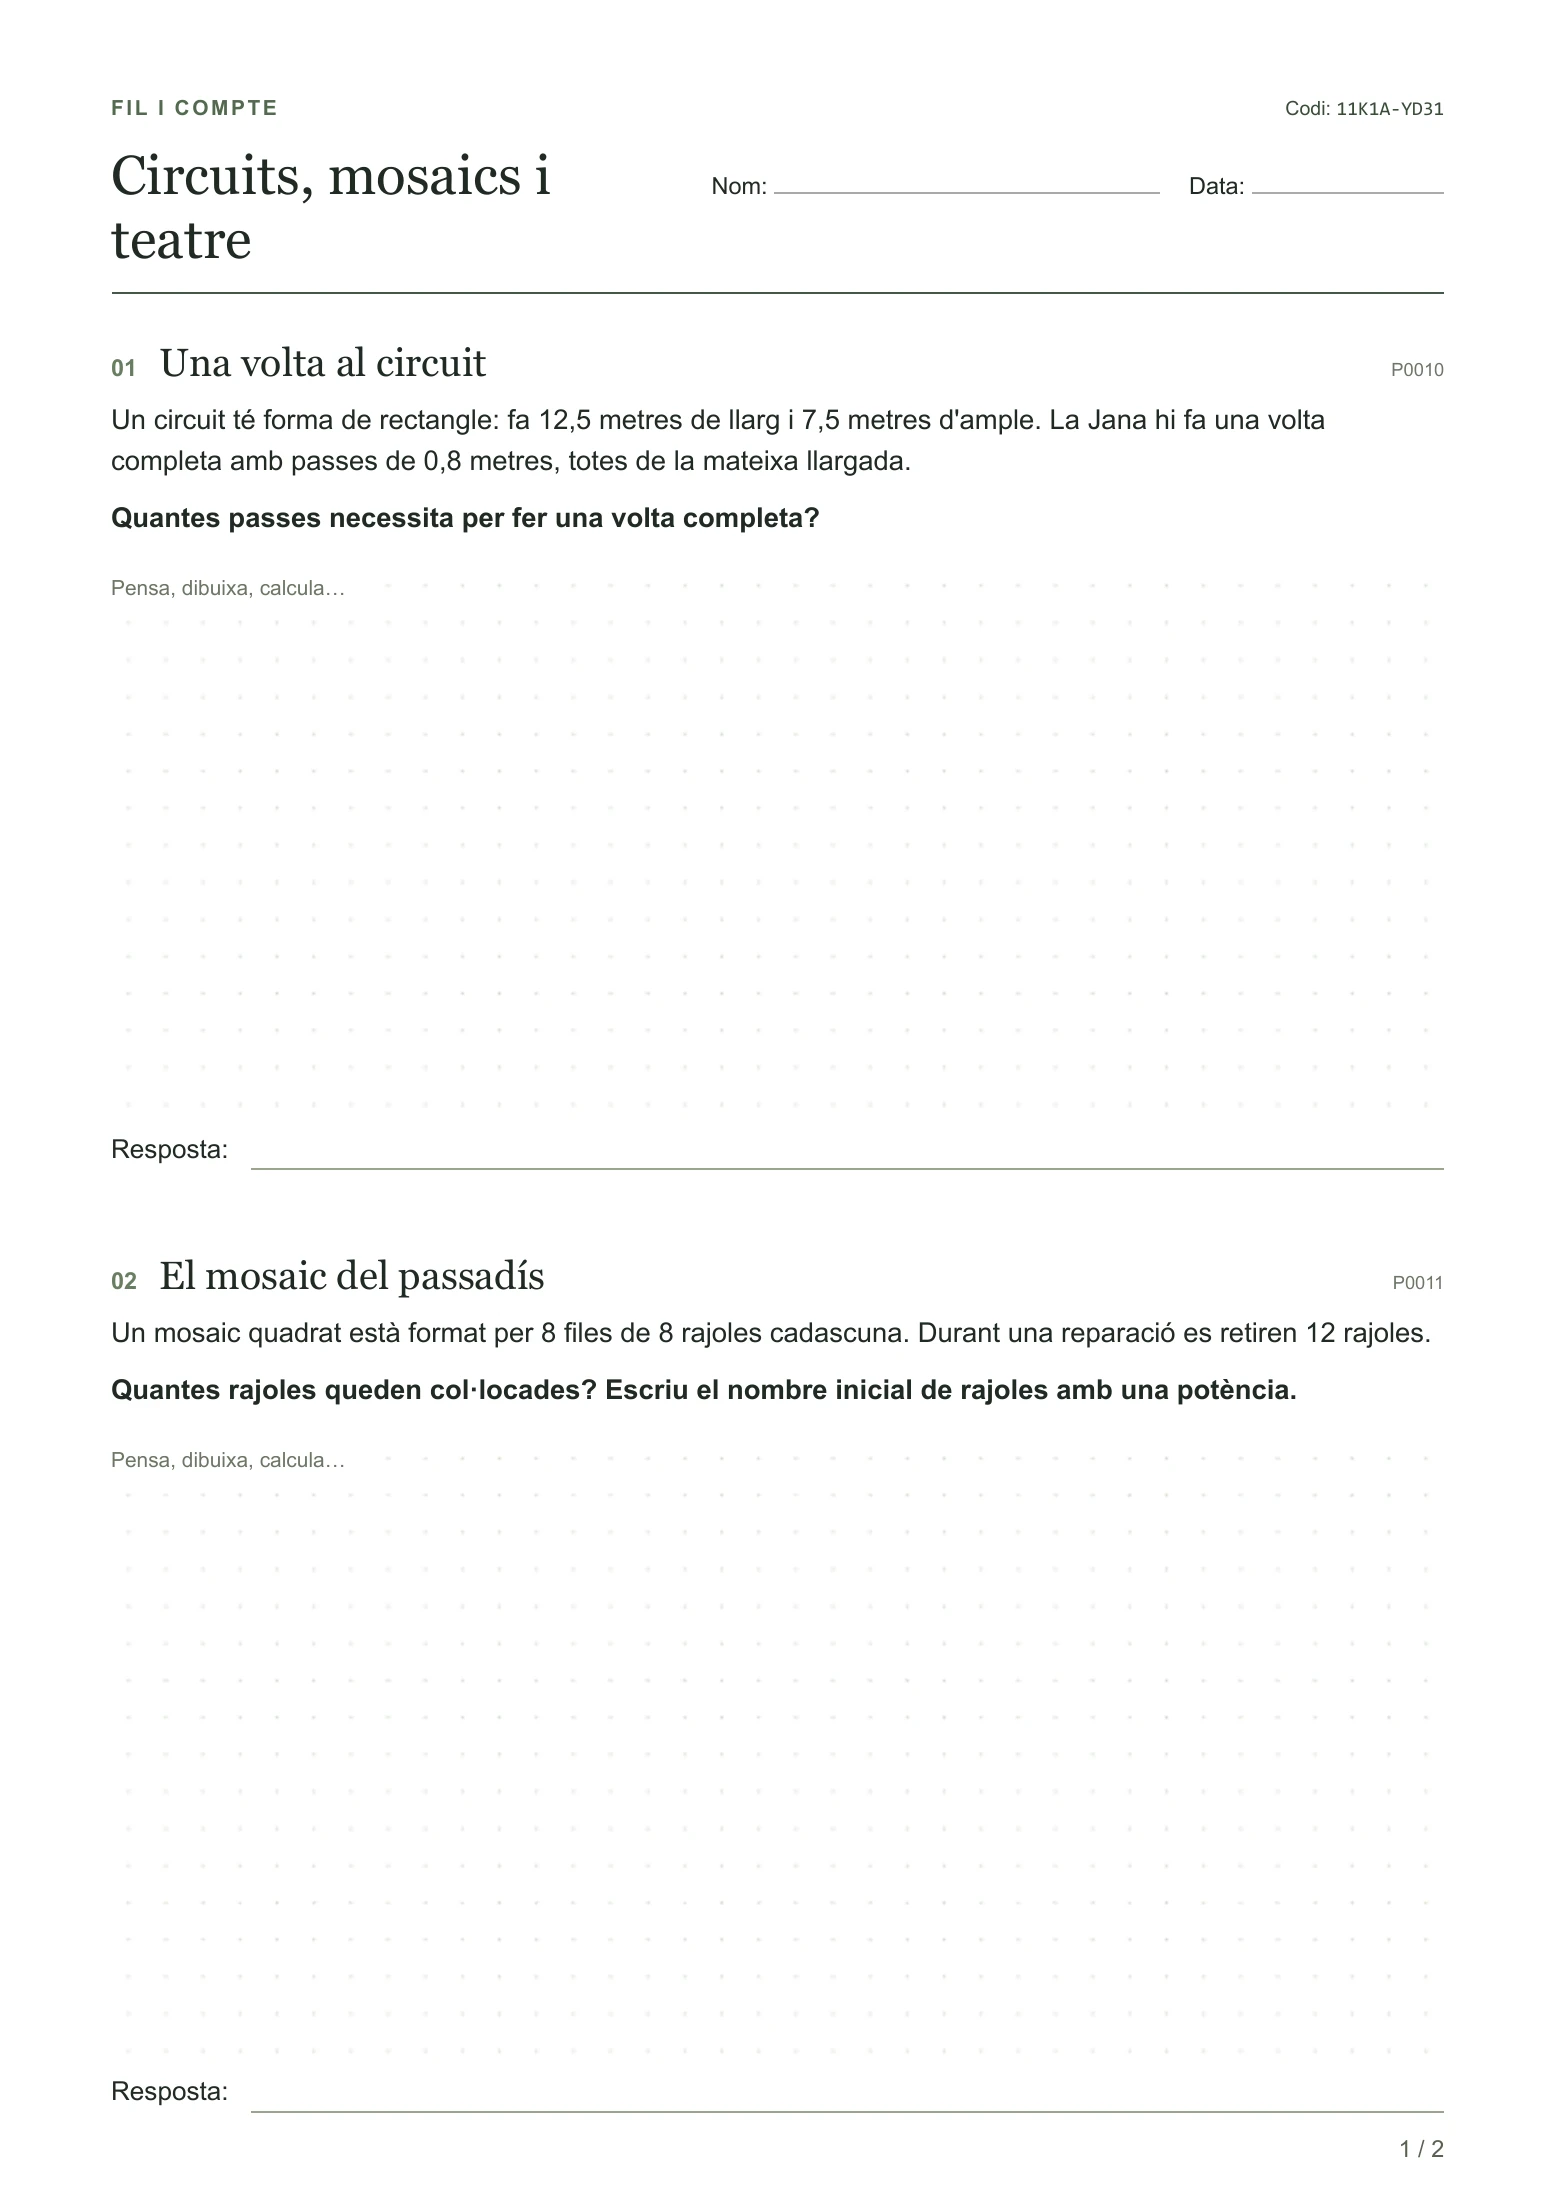 FIL I COMPTE
Codi: 11K1A-YD31
Circuits, mosaics i
teatre
Nom:
Data:
01 Una volta al circuit
P0010
Un circuit té forma de rectangle: fa 12,5 metres de llarg i 7,5 metres d'ample. La Jana hi fa una volta
completa amb passes de 0,8 metres, totes de la mateixa llargada.
Quantes passes necessita per fer una volta completa?
Pensa, dibuixa, calcula…
Resposta:
02 El mosaic del passadís
P0011
Un mosaic quadrat està format per 8 files de 8 rajoles cadascuna. Durant una reparació es retiren 12 rajoles.
Quantes rajoles queden col·locades? Escriu el nombre inicial de rajoles amb una potència.
Pensa, dibuixa, calcula…
Resposta:
1 / 2